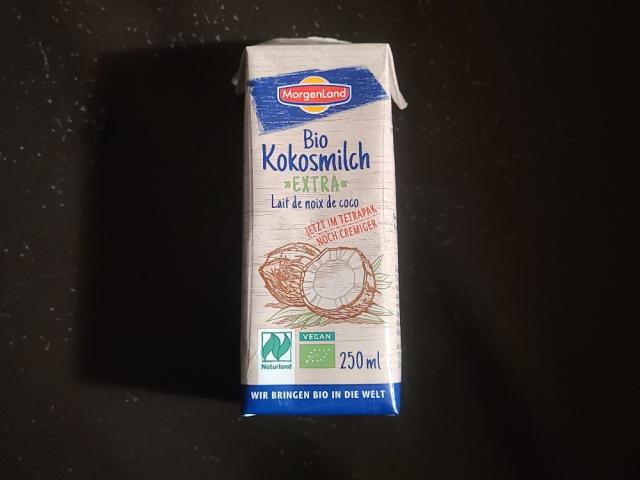 MorgenLand
Bio
Kokosmilch
»EXTRA«
Lait de noix de coco
JETZT IM TETRAPAK
NOCH CREMIGER
Naturland
VEGAN
250 ml
WIR BRINGEN BIO IN DIE WELT